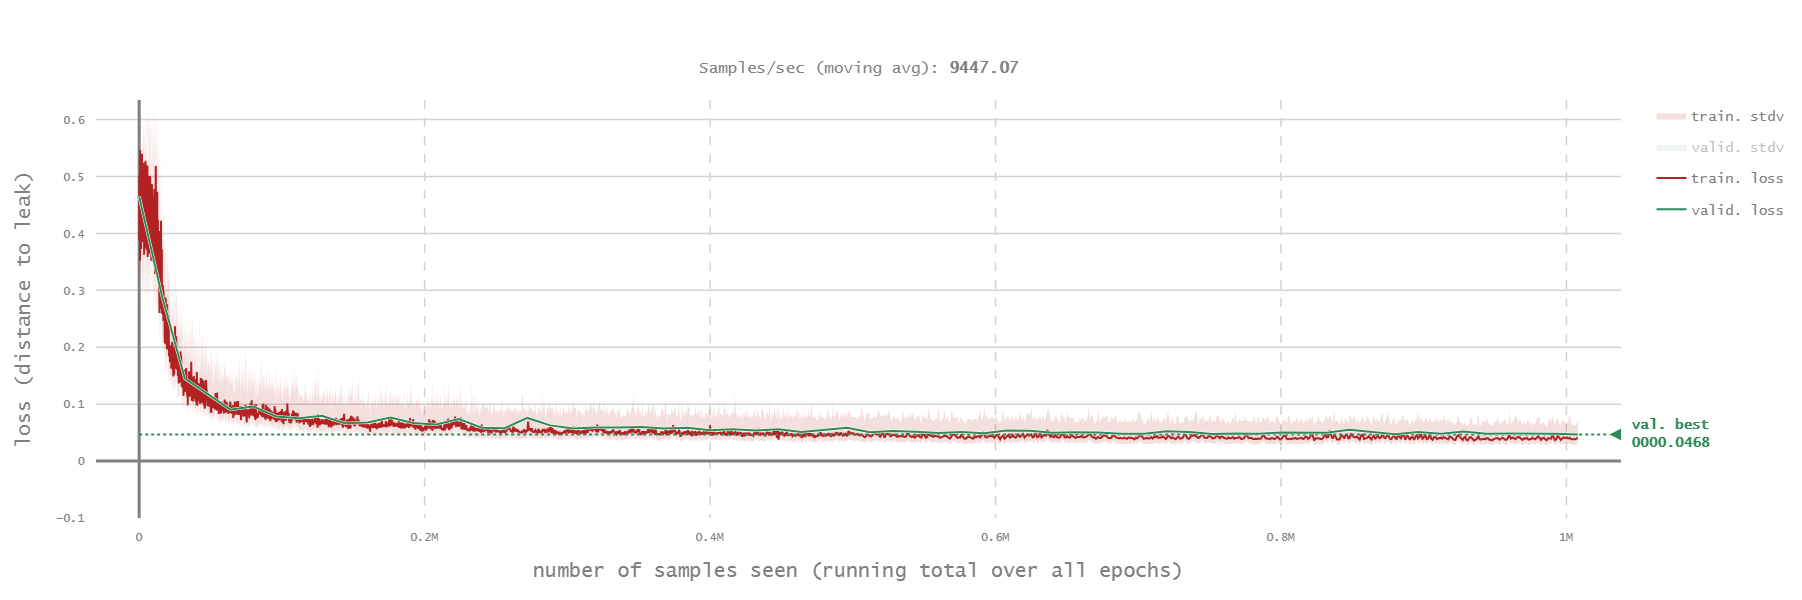 Samples/sec (moving avg): 9447.07
train. stdv
valid. stdv
train. loss
valid. loss
loss (distance to leak)
0.6
0.5
0.4
0.3
0.2
0.1
0
−0.1
val. best
0000.0468
0
0.2M
0.4M
0.6M
0.8M
1M
number of samples seen (running total over all epochs)